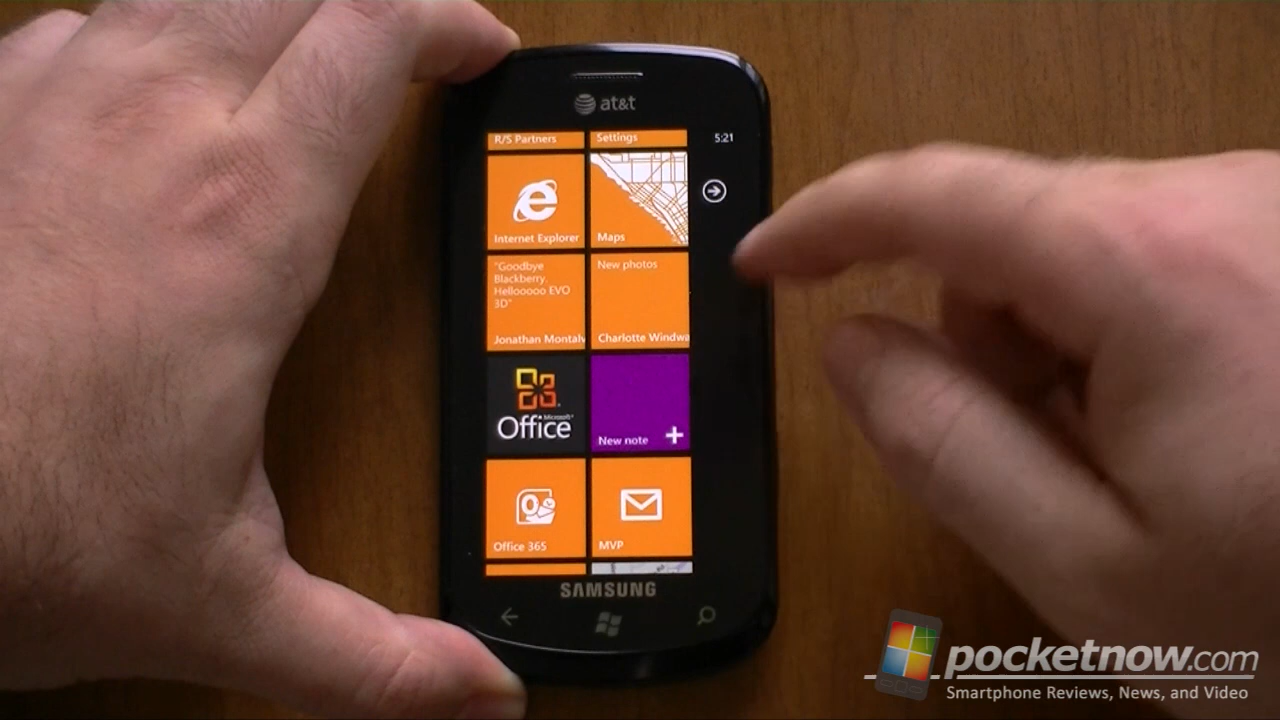 at&t
R/S Partners
Settings
5:21
Internet Explorer
Maps
"Goodbye
Blackberry.
Hellooooo EVO
3D"
Jonathan Montalv
New photos
Charlotte Windwa
Microsoft
Office
New note
Office 365
MVP
SAMSUNG
pocketnow.com
Smartphone Reviews, News, and Video